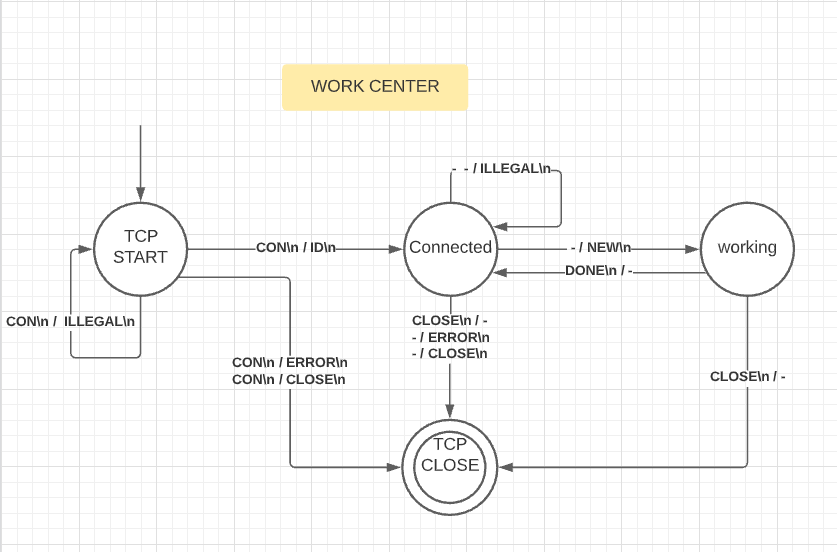 WORK CENTER
- - / ILLEGAL\n
TCP
START
CON\n / ID\n
Connected
- / NEW\n
working
DONE\n / -
CON\n / ILLEGAL\n
CLOSE\n / -
- / ERROR\n
- / CLOSE\n
CON\n / ERROR\n
CON\n / CLOSE\n
CLOSE\n / -
TCP
CLOSE